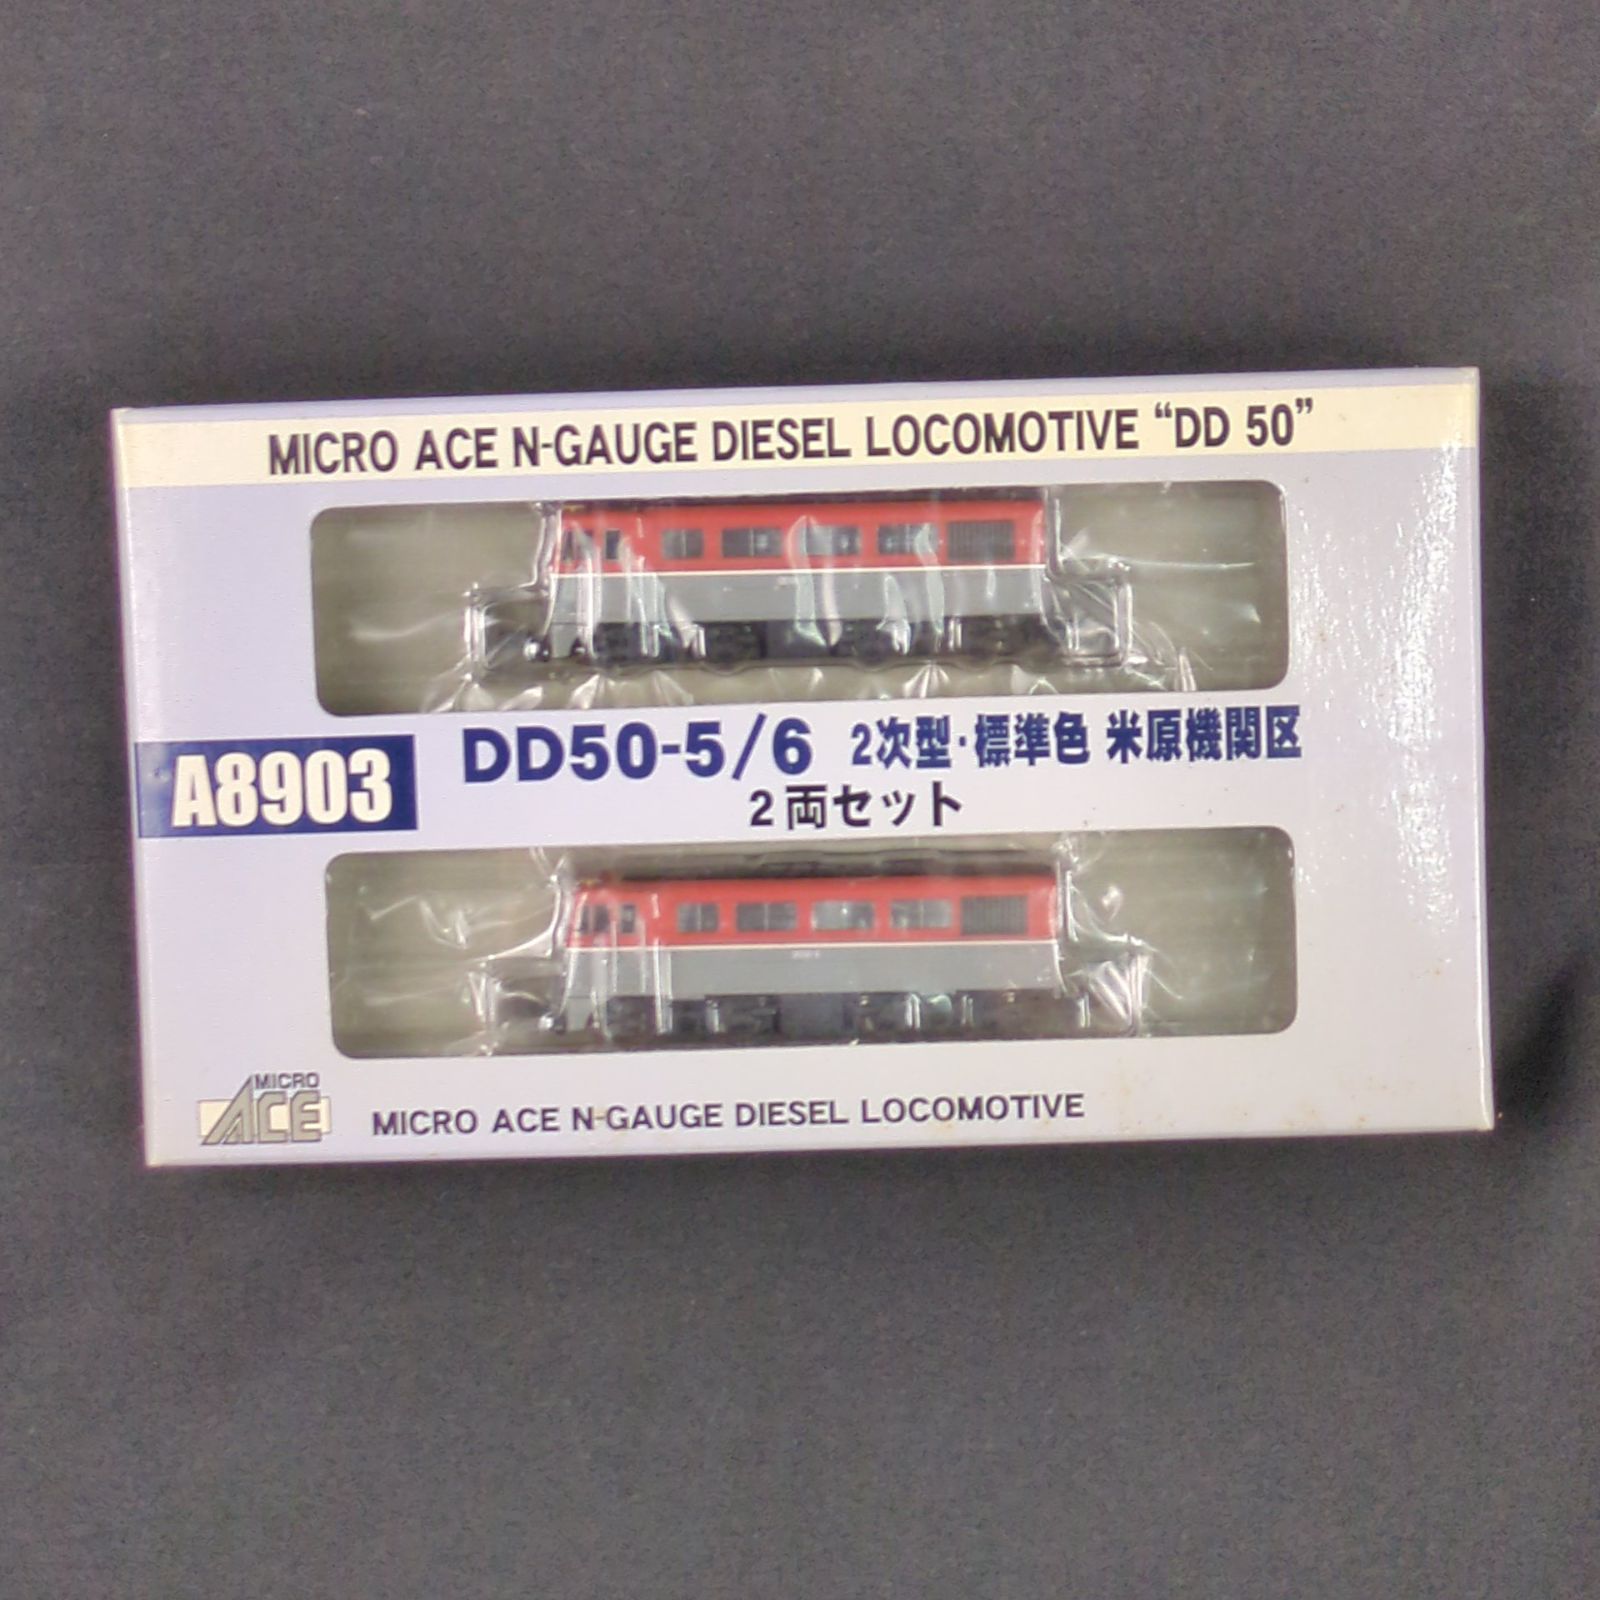 MICRO ACE N-GAUGE DIESEL LOCOMOTIVE “DD 50”
A8903
DD50-5/6 2次型・標準色 米原機関区
2両セット
MICRO ACE
MICRO ACE N-GAUGE DIESEL LOCOMOTIVE